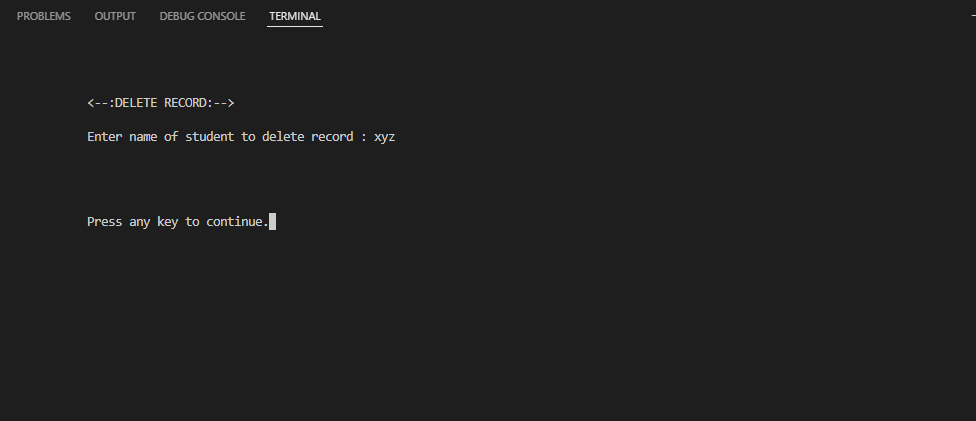 PROBLEMS OUTPUT DEBUG CONSOLE TERMINAL
<--:DELETE RECORD:-->
Enter name of student to delete record : xyz
Press any key to continue.